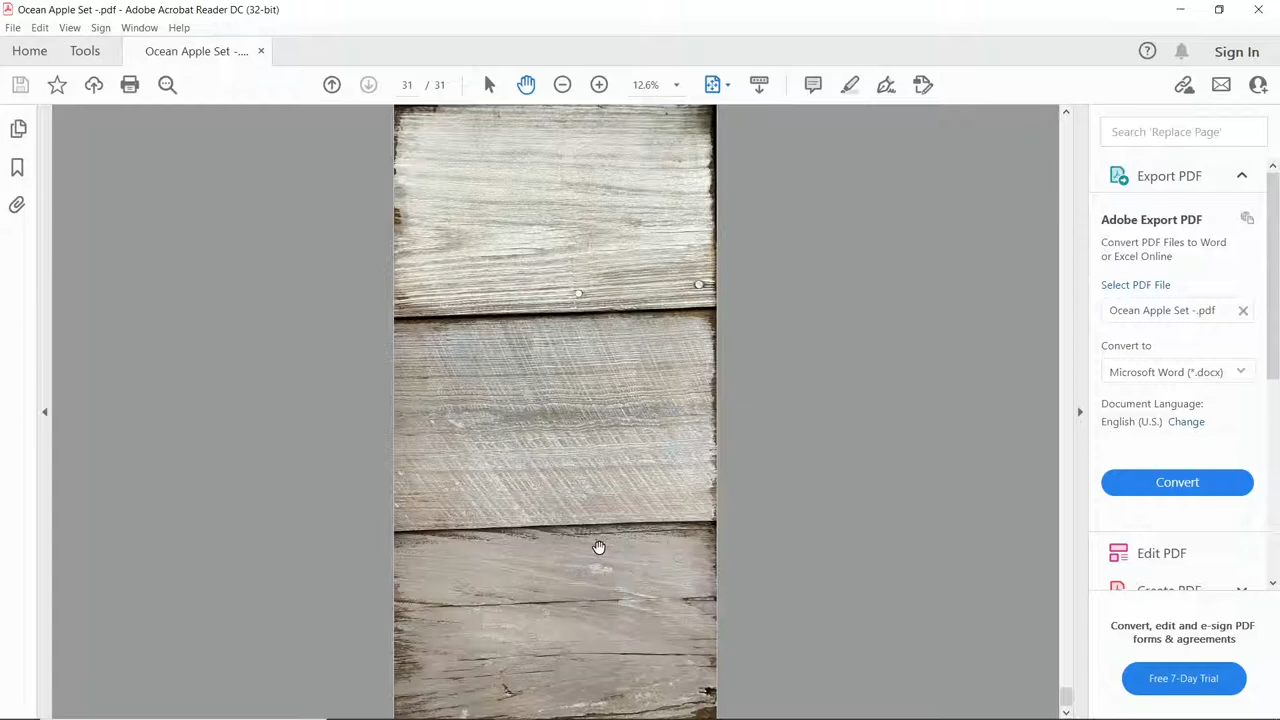 Ocean Apple Set -.pdf - Adobe Acrobat Reader DC (32-bit)
File Edit View Sign Window Help
Home Tools Ocean Apple Set -.... × Sign In
31 / 31 12.6%
Search 'Replace Page'
Export PDF
Adobe Export PDF
Convert PDF Files to Word
or Excel Online
Select PDF File
Ocean Apple Set -.pdf
Convert to
Microsoft Word (*.docx)
Document Language:
English (U.S.) Change
Convert
Edit PDF
Create PDF
Convert, edit and e-sign PDF
forms & agreements
Free 7-Day Trial